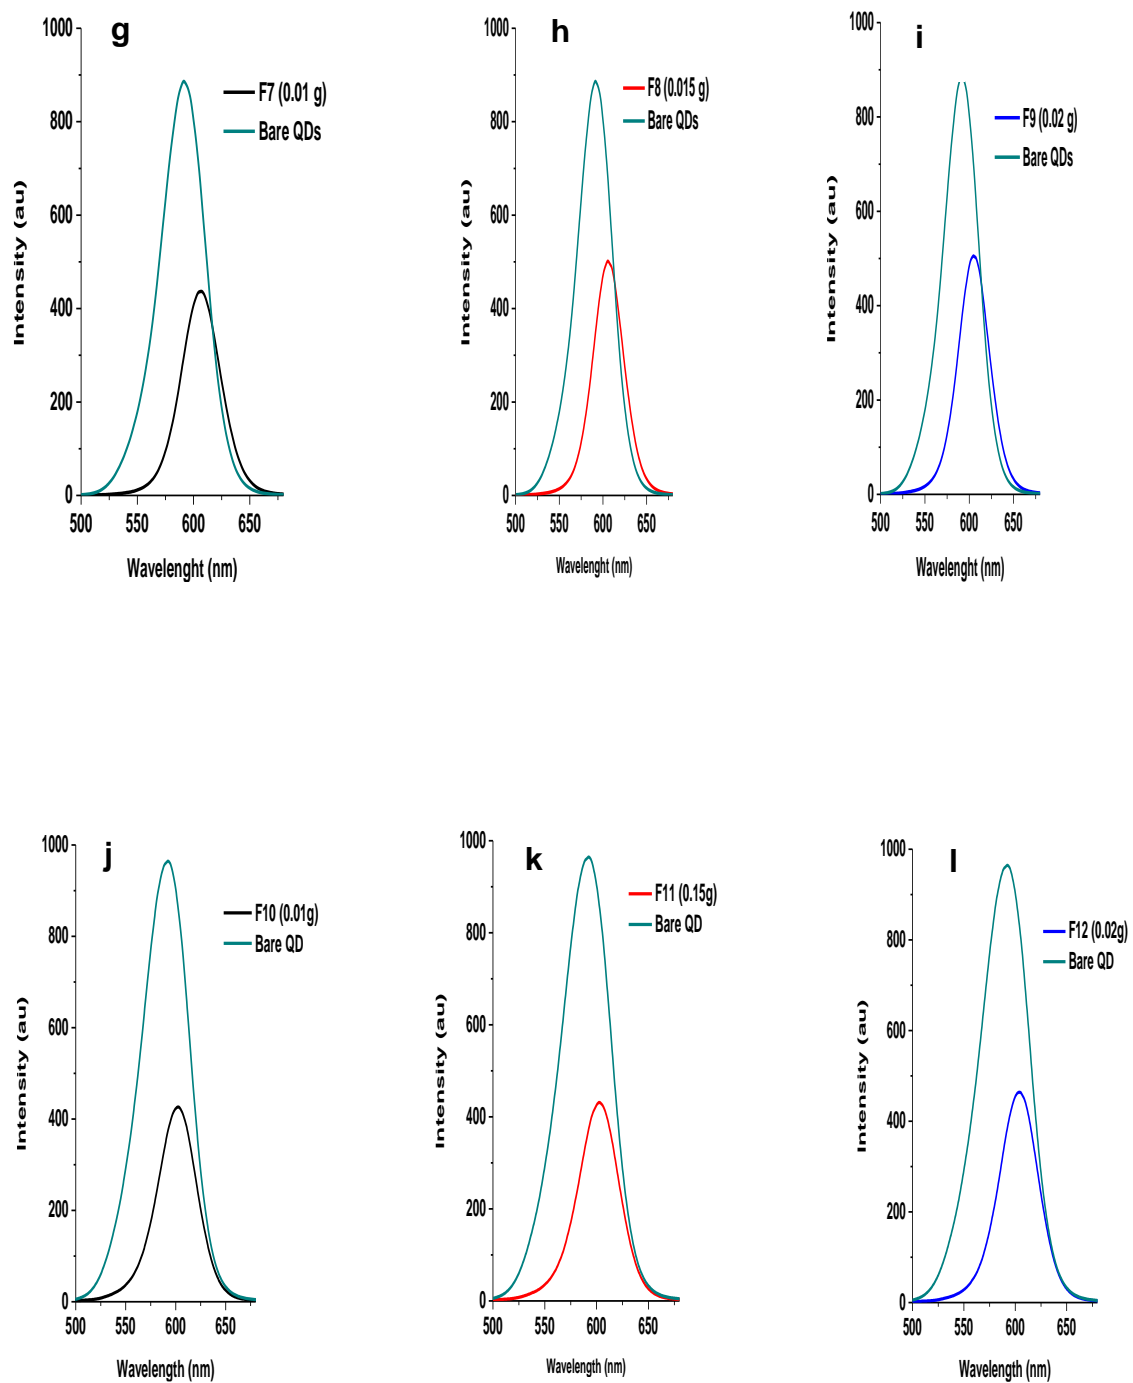 g
1000
800
600
400
200
0
500
550
600
650
Intensity (au)
Wavelenght (nm)
F7 (0.01 g)
Bare QDs
h
1000
800
600
400
200
0
500
550
600
650
Intensity (au)
Wavelenght (nm)
F8 (0.015 g)
Bare QDs
i
1000
800
600
400
200
0
500
550
600
650
Intensity (au)
Wavelenght (nm)
F9 (0.02 g)
Bare QDs
j
1000
800
600
400
200
0
500
550
600
650
Intensity (au)
Wavelength (nm)
F10 (0.01g)
Bare QD
k
1000
800
600
400
200
0
500
550
600
650
Intensity (au)
Wavelength (nm)
F11 (0.15g)
Bare QD
l
1000
800
600
400
200
0
500
550
600
650
Intensity (au)
Wavelength (nm)
F12 (0.02g)
Bare QD